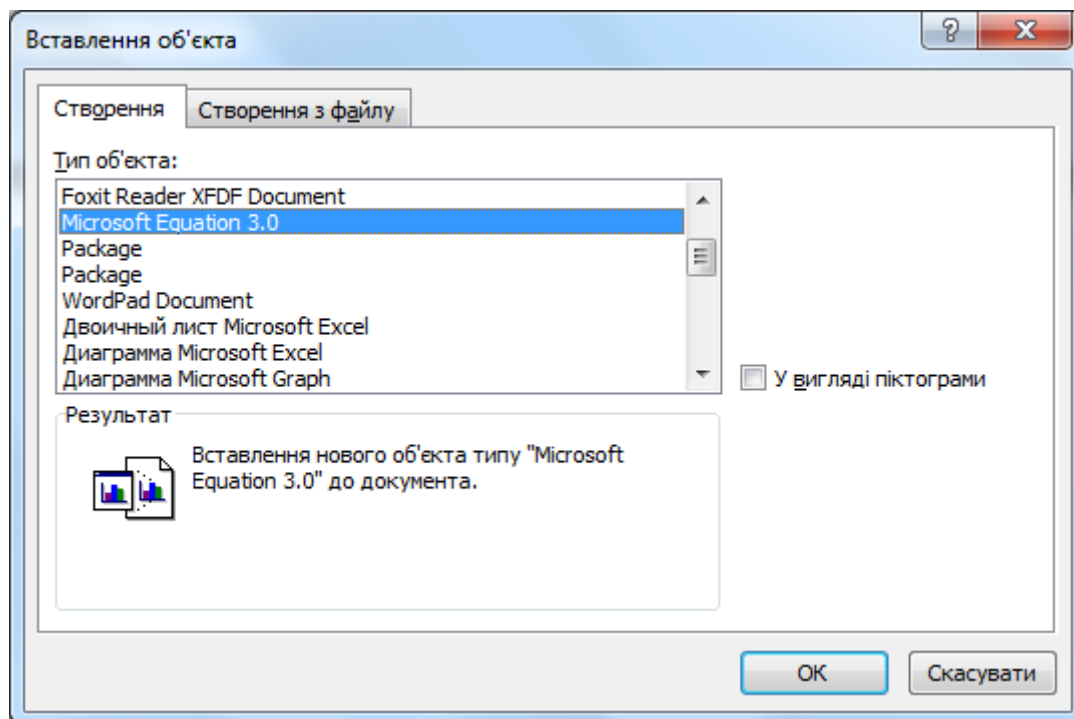 Вставлення об'єкта
Створення
Створення з файлу
Тип об'єкта:
Foxit Reader XFDF Document
Microsoft Equation 3.0
Package
Package
WordPad Document
Двоичный лист Microsoft Excel
Диаграмма Microsoft Excel
Диаграмма Microsoft Graph
У вигляді піктограми
Результат
Вставлення нового об'єкта типу "Microsoft
Equation 3.0" до документа.
ОК
Скасувати